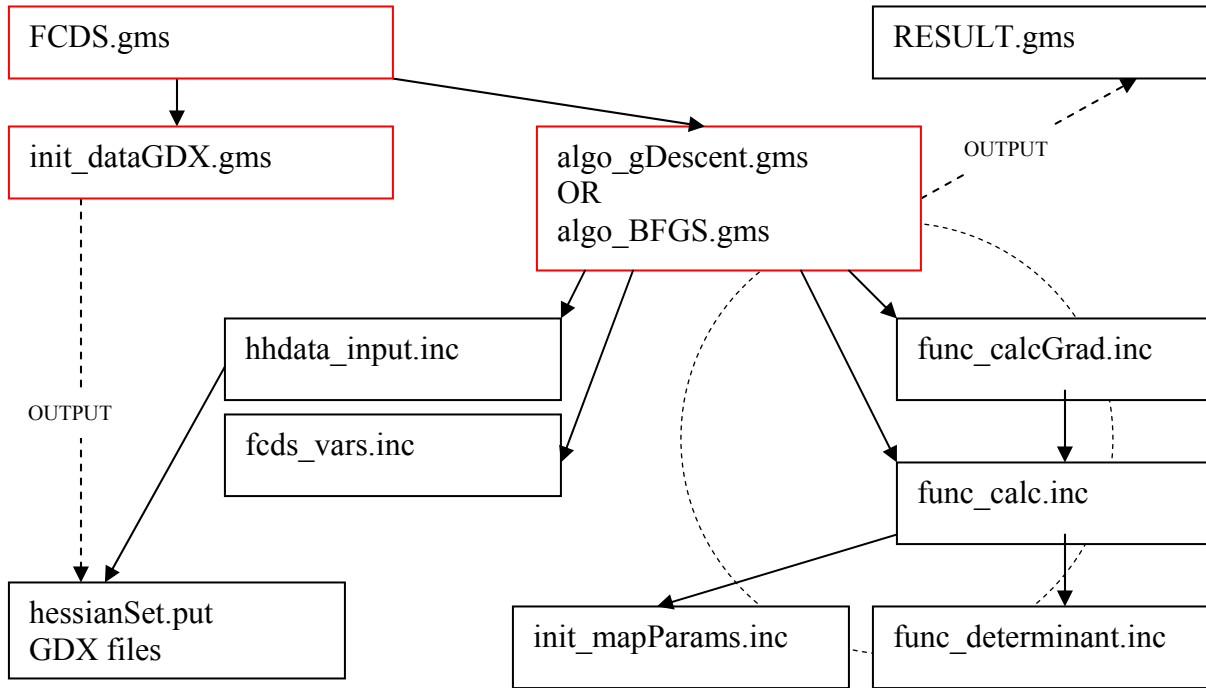 FCDS.gms
RESULT.gms
init_dataGDX.gms
algo_gDescent.gms
OR
algo_BFGS.gms
OUTPUT
hhdata_input.inc
func_calcGrad.inc
OUTPUT
fcds_vars.inc
func_calc.inc
hessianSet.put
GDX files
init_mapParams.inc
func_determinant.inc